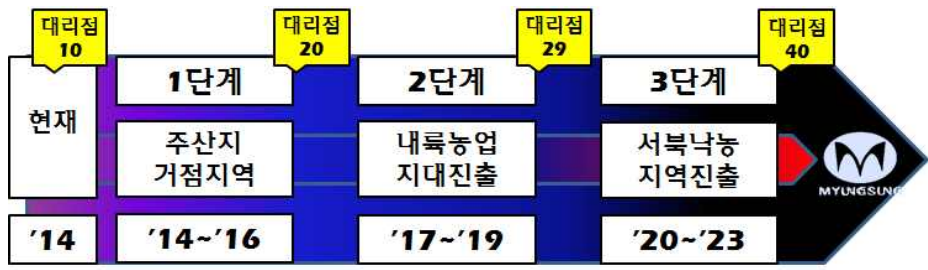 대리점
10
대리점
20
대리점
29
대리점
40
현재
1단계
2단계
3단계
주산지
거점지역
내륙농업
지대진출
서북낙농
지역진출
MYUNGSUNG
'14
'14~'16
'17~'19
'20~'23